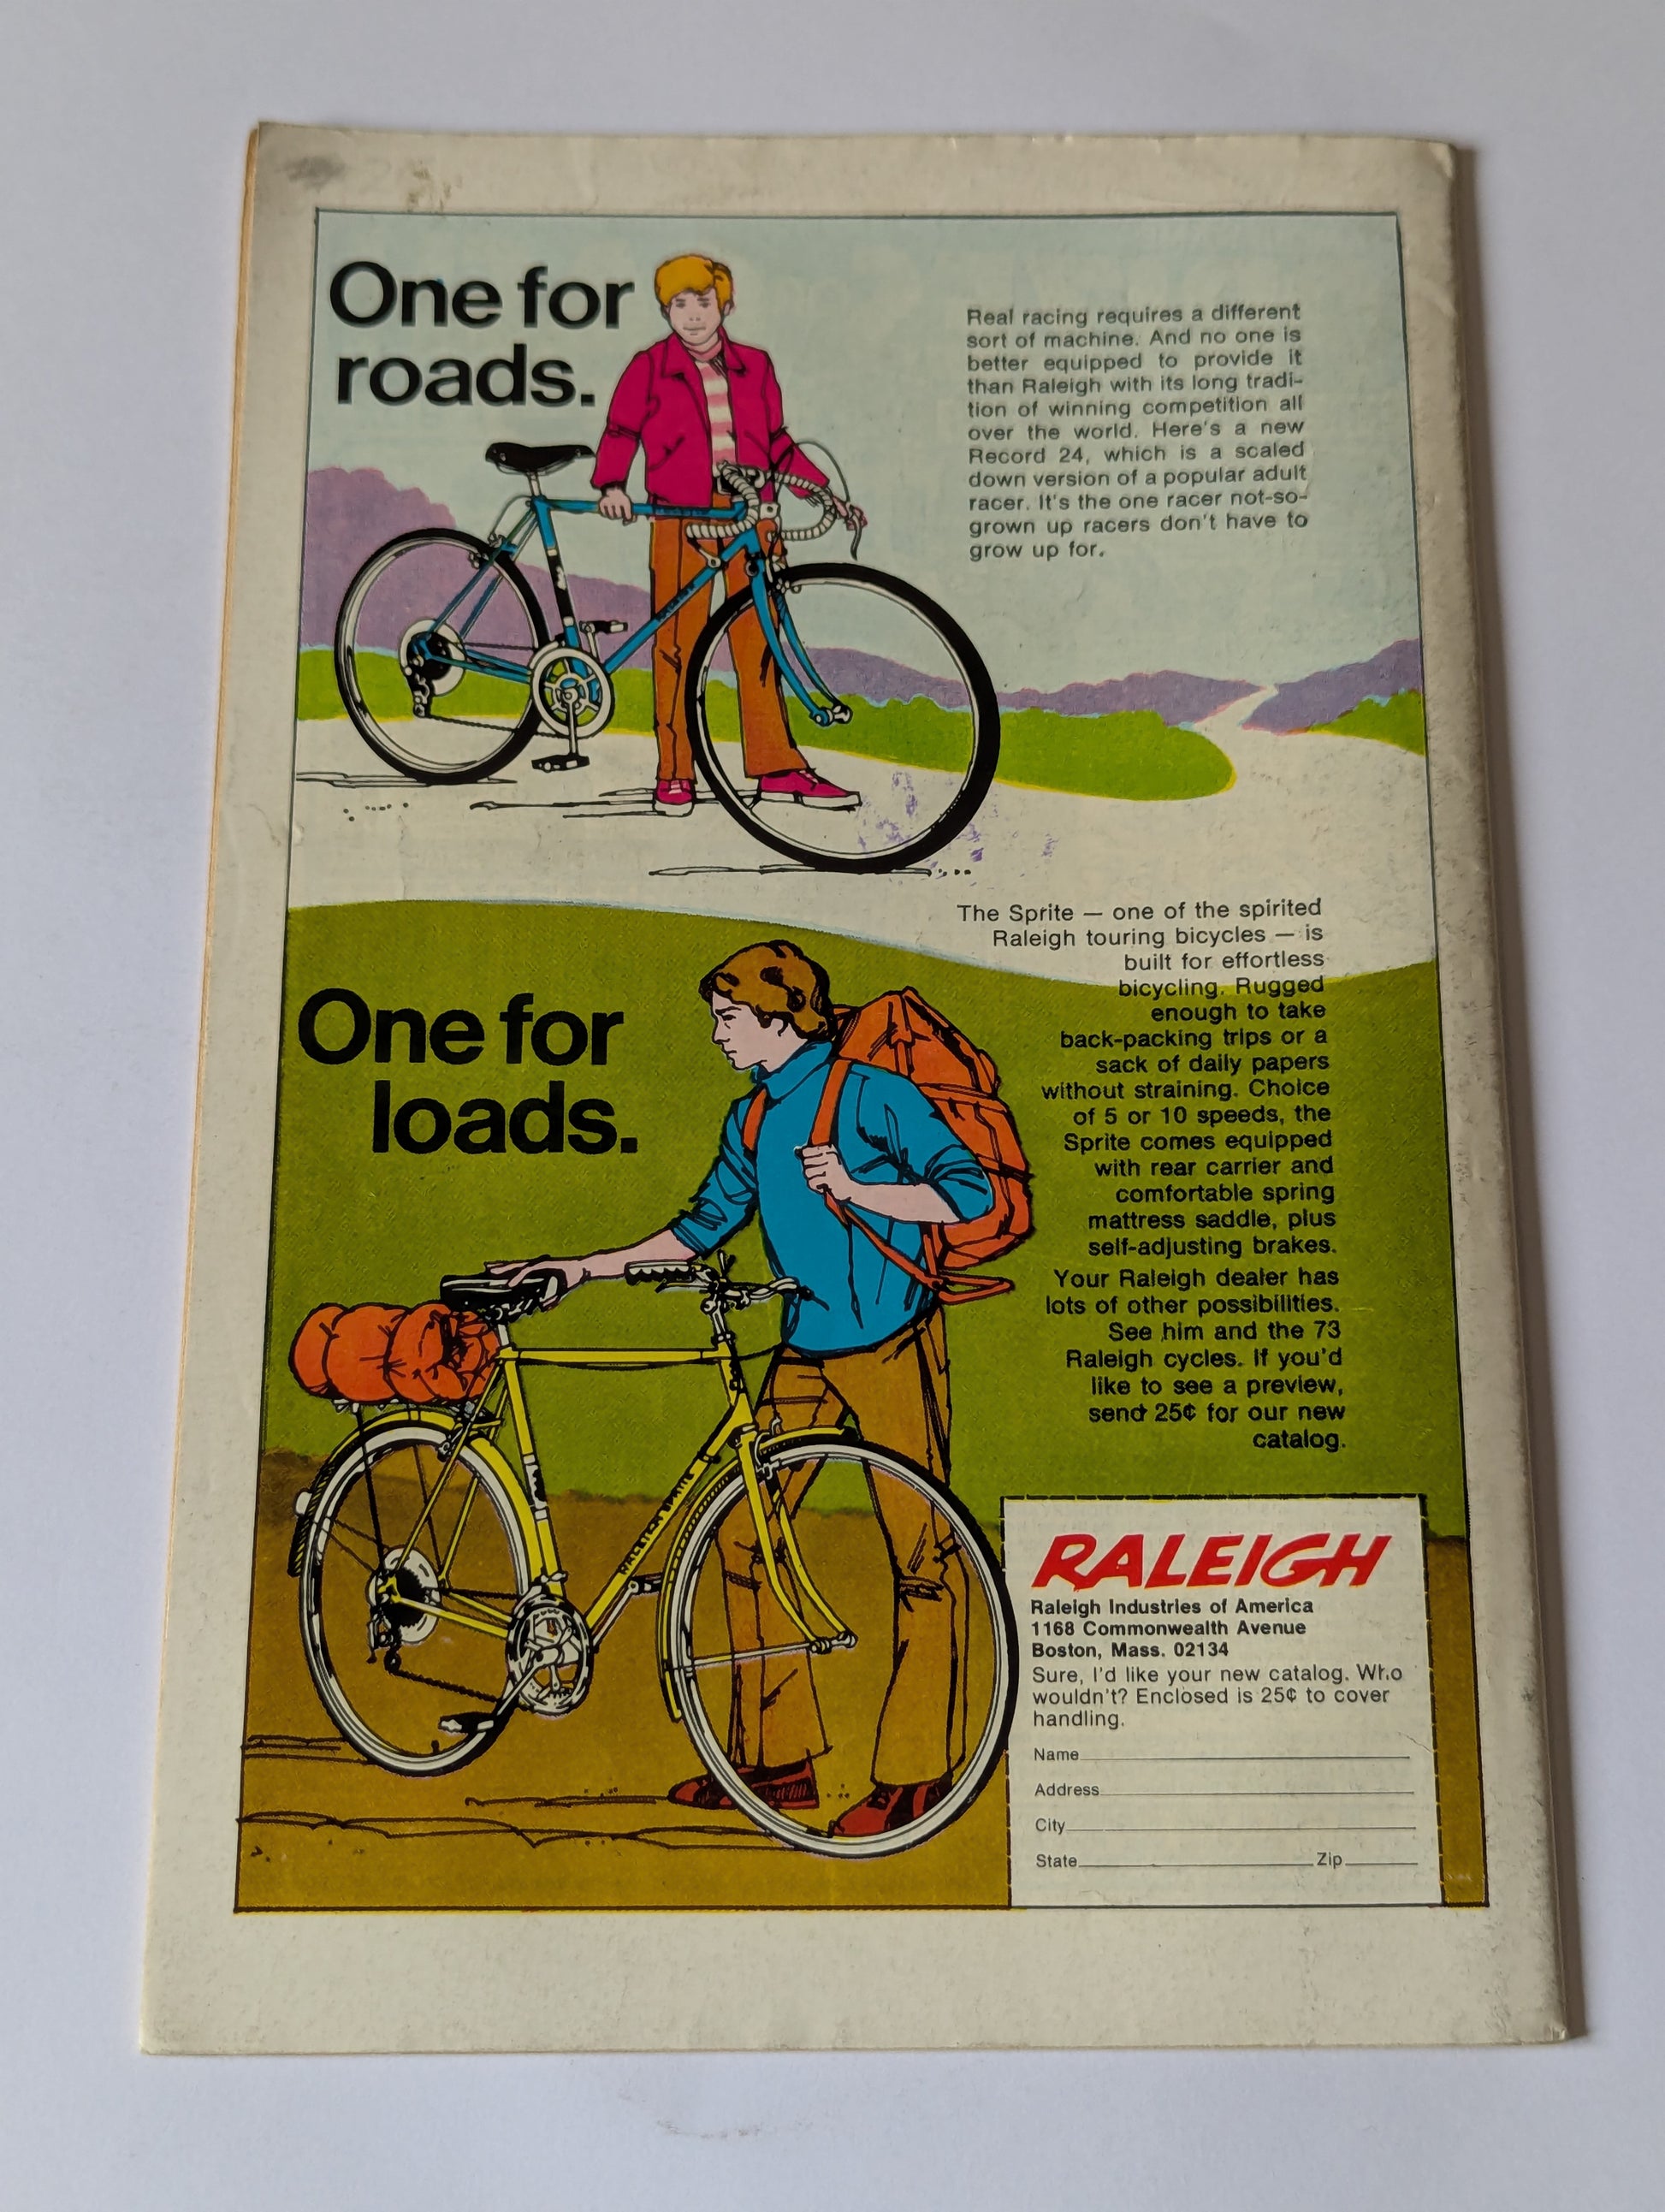 One for
roads.
Real racing requires a different
sort of machine. And no one is
better equipped to provide it
than Raleigh with its long tradi-
tion of winning competition all
over the world. Here's a new
Record 24, which is a scaled
down version of a popular adult
racer. It's the one racer not-so-
grown up racers don't have to
grow up for.
RALEIGH
One for
loads.
The Sprite — one of the spirited
Raleigh touring bicycles — is
built for effortless
bicycling. Rugged
enough to take
back-packing trips or a
sack of daily papers
without straining. Choice
of 5 or 10 speeds, the
Sprite comes equipped
with rear carrier and
comfortable spring
mattress saddle, plus
self-adjusting brakes.
Your Raleigh dealer has
lots of other possibilities.
See him and the 73
Raleigh cycles. If you'd
like to see a preview,
send 25¢ for our new
catalog.
RALEIGH SPRITE
RALEIGH
Raleigh Industries of America
1168 Commonwealth Avenue
Boston, Mass. 02134
Sure, I'd like your new catalog. Who
wouldn't? Enclosed is 25¢ to cover
handling.
Name
Address
City
State Zip